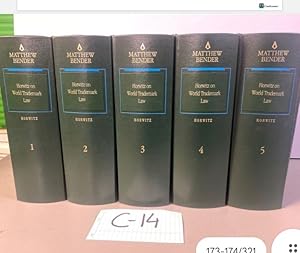 MATTHEW
BENDER
Horwitz on
World Trademark
Law
HORWITZ
1
MATTHEW
BENDER
Horwitz on
World Trademark
Law
HORWITZ
2
MATTHEW
BENDER
Horwitz on
World Trademark
Law
HORWITZ
3
MATTHEW
BENDER
Horwitz on
World Trademark
Law
HORWITZ
4
MATTHEW
BENDER
Horwitz on
World Trademark
Law
HORWITZ
5
C-14
173-174/321